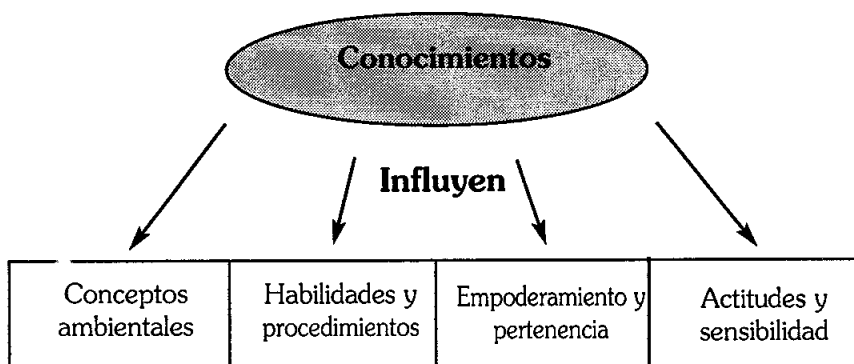 Conocimientos
Influyen
Conceptos
ambientales
Habilidades y
procedimientos
Empoderamiento y
pertenencia
Actitudes y
sensibilidad